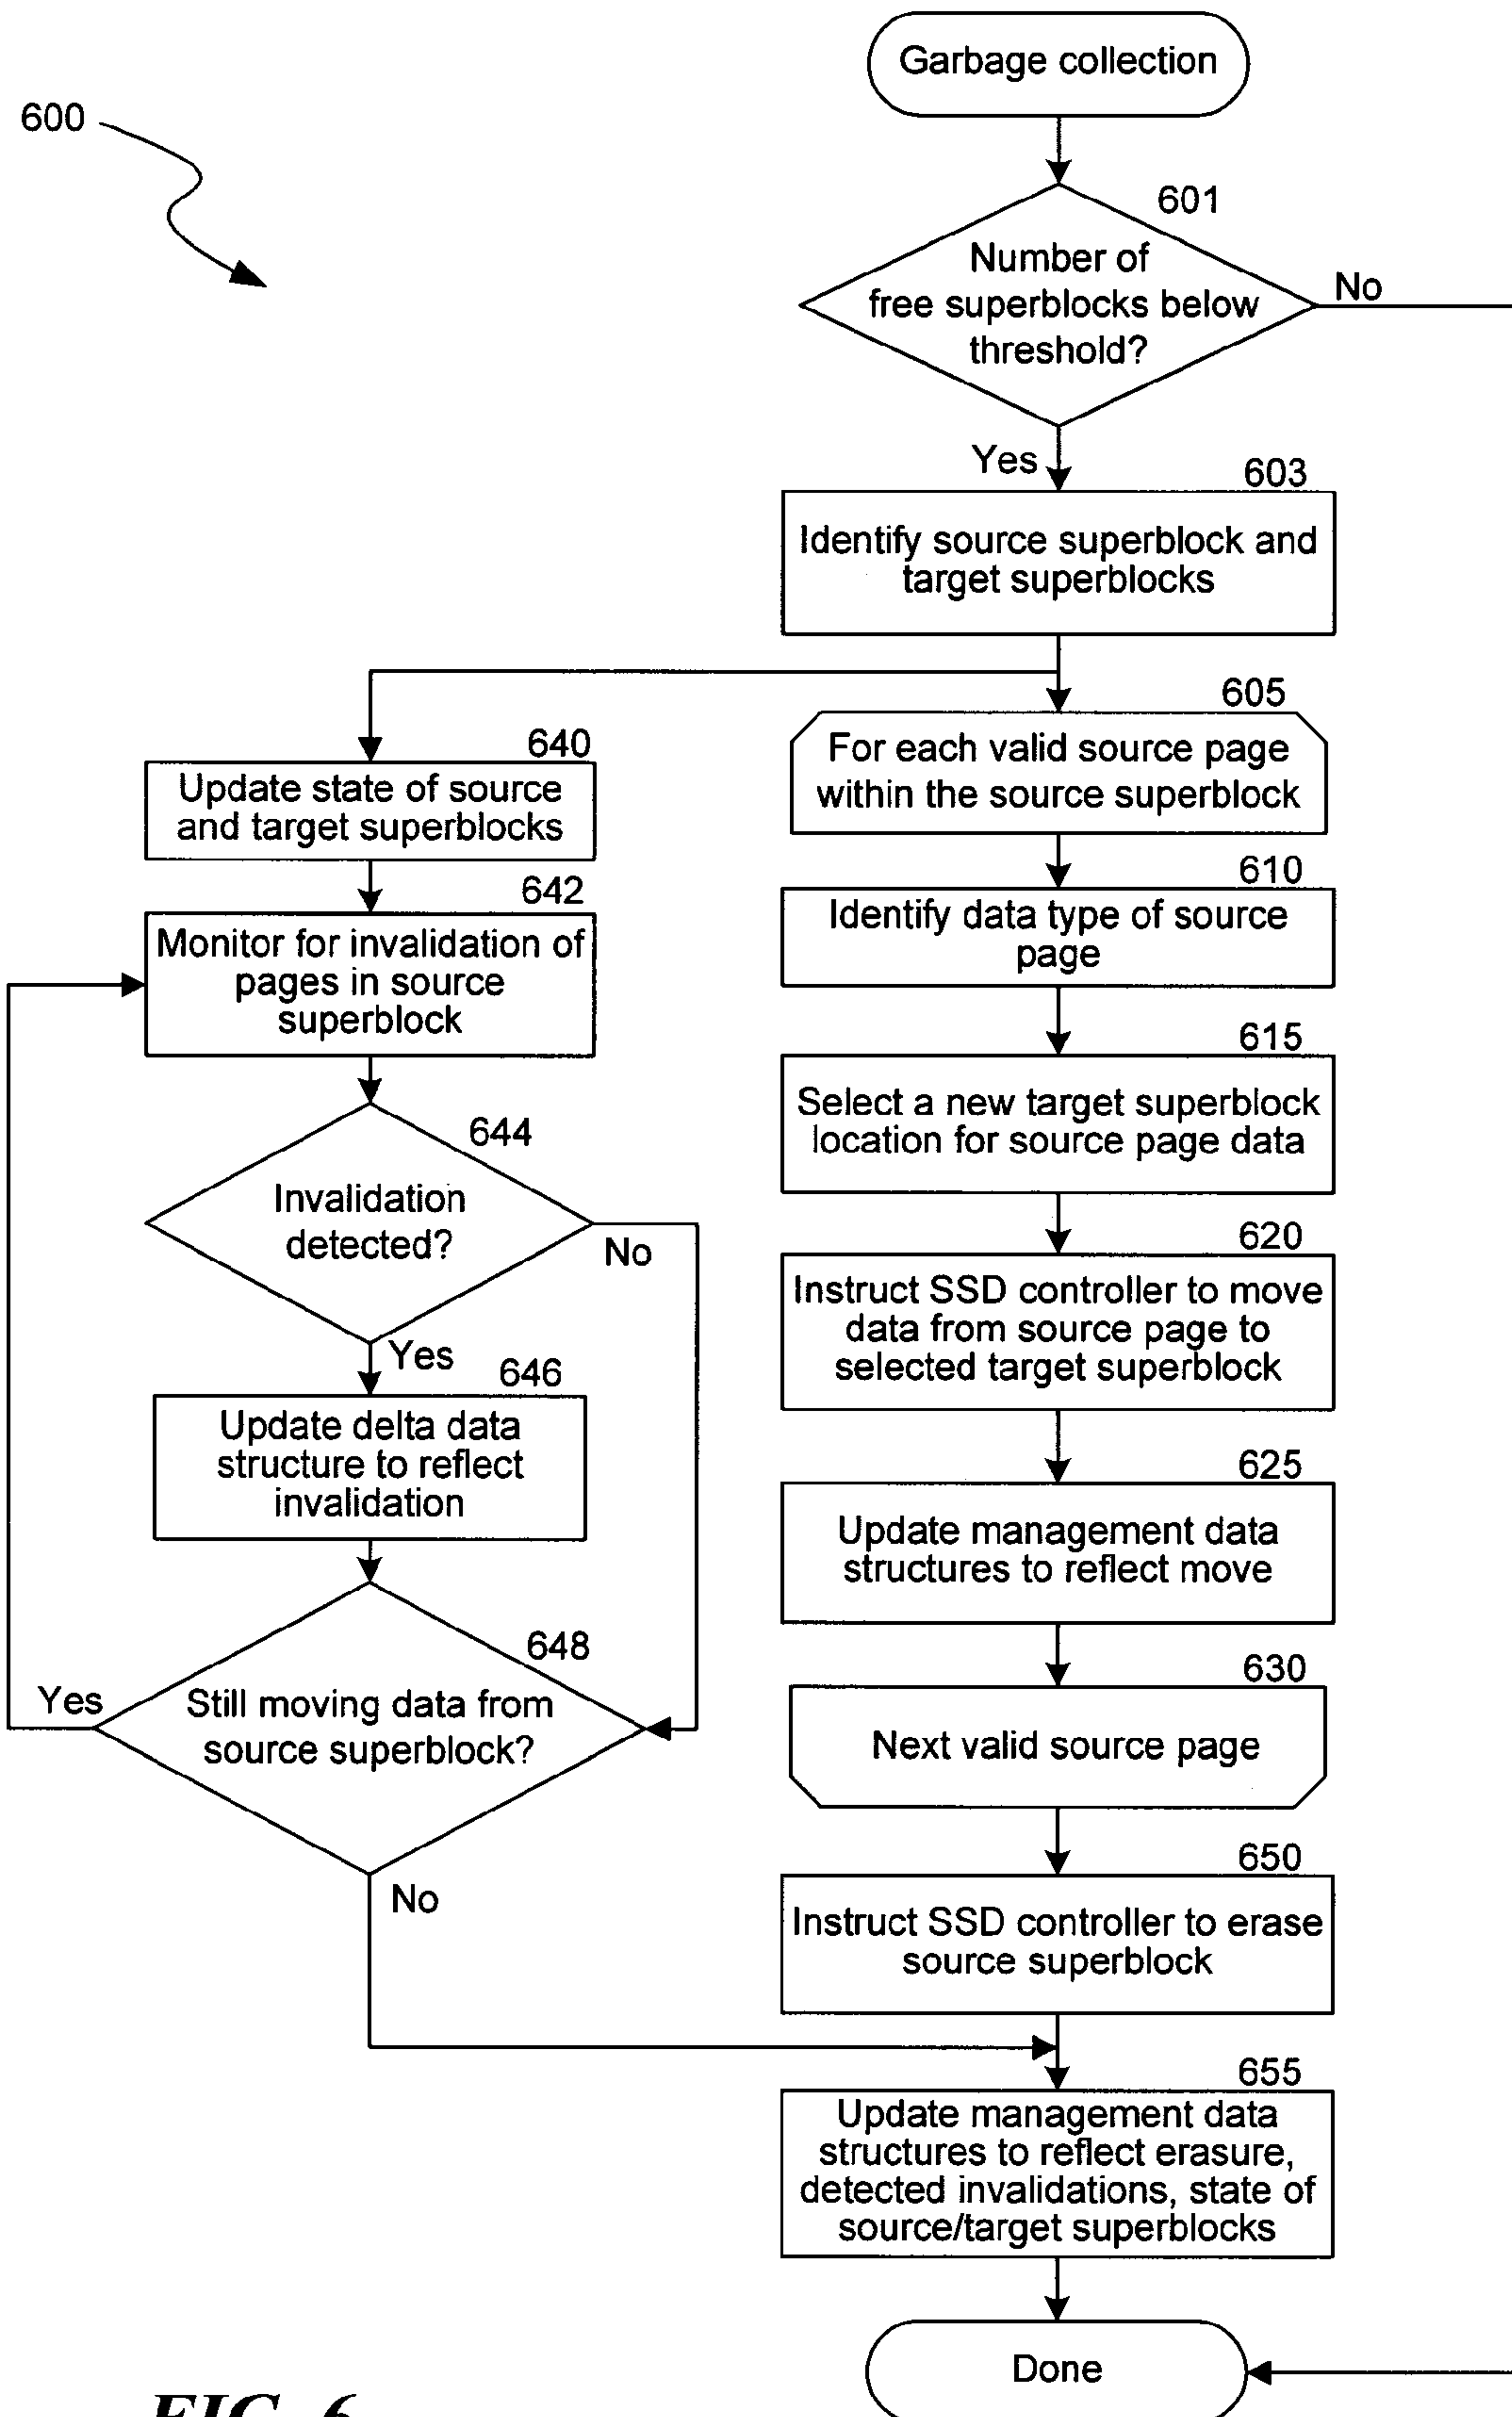 Garbage collection
600
601
Number of
free superblocks below
threshold?
No
Yes
603
Identify source superblock and
target superblocks
605
For each valid source page
within the source superblock
640
Update state of source
and target superblocks
610
Identify data type of source
page
642
Monitor for invalidation of
pages in source
superblock
615
Select a new target superblock
location for source page data
644
Invalidation
detected?
No
Yes
620
Instruct SSD controller to move
data from source page to
selected target superblock
646
Update delta data
structure to reflect
invalidation
625
Update management data
structures to reflect move
648
Still moving data from
source superblock?
Yes
No
630
Next valid source page
650
Instruct SSD controller to erase
source superblock
655
Update management data
structures to reflect erasure,
detected invalidations, state of
source/target superblocks
Done
FIG. 6